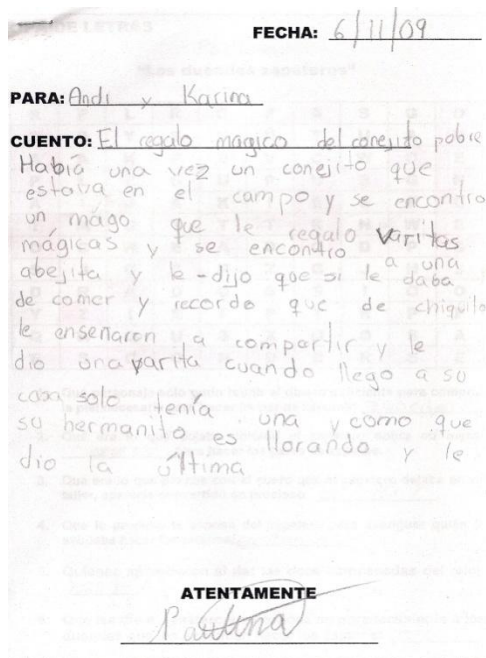 FECHA: 6/11/09
PARA: Andi y Karina
CUENTO: El regalo magico del conejito pobre
Habia una vez un conejito que
estava en el campo y se encontro
un mago que le regalo varitas
mágicas y se encontro a una
abejita y le dijo que si le daba
de comer y recordo que de chiquito
le enseñaron a compartir y le
dio una varita cuando llego a su
casa solo tenía una y como que
su hermanito es llorando y le
dio la última
ATENTAMENTE
Paulina